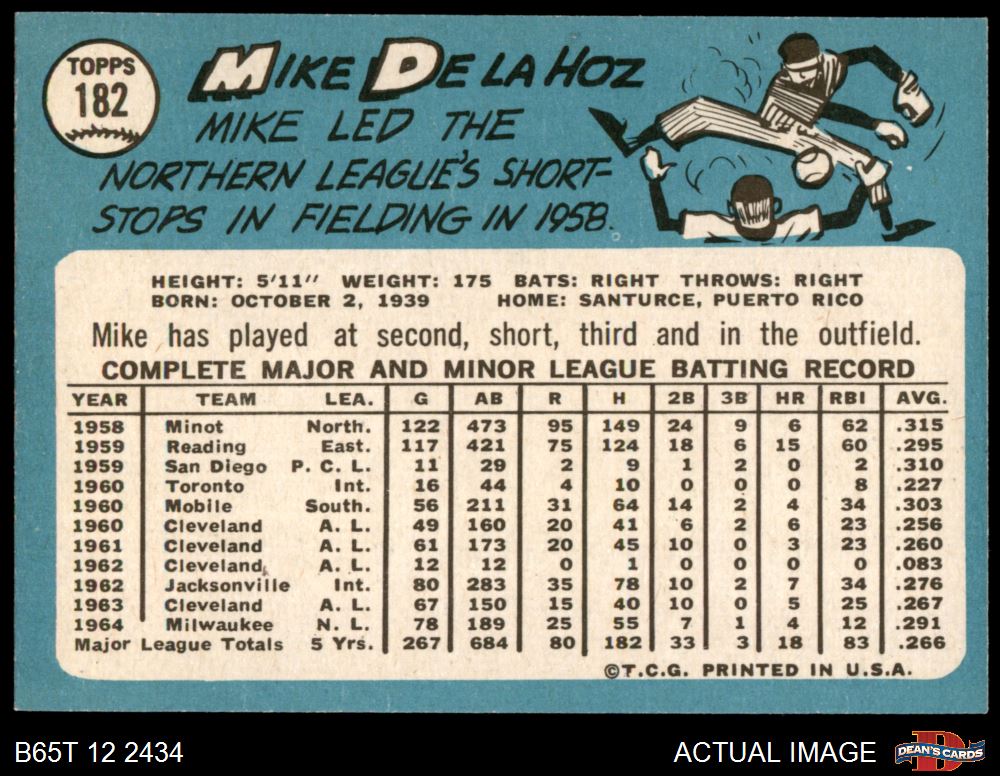 TOPPS
182
MIKE DE LA HOZ
MIKE LED THE
NORTHERN LEAGUE'S SHORT-
STOPS IN FIELDING IN 1958.
HEIGHT: 5'11" WEIGHT: 175 BATS: RIGHT THROWS: RIGHT
BORN: OCTOBER 2, 1939 HOME: SANTURCE, PUERTO RICO
Mike has played at second, short, third and in the outfield.
COMPLETE MAJOR AND MINOR LEAGUE BATTING RECORD
YEAR TEAM LEA. G AB R H 2B 3B HR RBI AVG.
1958 Minot North. 122 473 95 149 24 9 6 62 .315
1959 Reading East. 117 421 75 124 18 6 15 60 .295
1959 San Diego P. C. L. 11 29 2 9 1 2 0 2 .310
1960 Toronto Int. 16 44 4 10 0 0 0 8 .227
1960 Mobile South. 56 211 31 64 14 2 4 34 .303
1960 Cleveland A. L. 49 160 20 41 6 2 6 23 .256
1961 Cleveland A. L. 61 173 20 45 10 0 3 23 .260
1962 Cleveland A. L. 12 12 0 1 0 0 0 0 .083
1962 Jacksonville Int. 80 283 35 78 10 2 7 34 .276
1963 Cleveland A. L. 67 150 15 40 10 0 5 25 .267
1964 Milwaukee N. L. 78 189 25 55 7 1 4 12 .291
Major League Totals 5 Yrs. 267 684 80 182 33 3 18 83 .266
©T.C.G. PRINTED IN U.S.A.
B65T 12 2434 ACTUAL IMAGE
D
DEAN'S CARDS